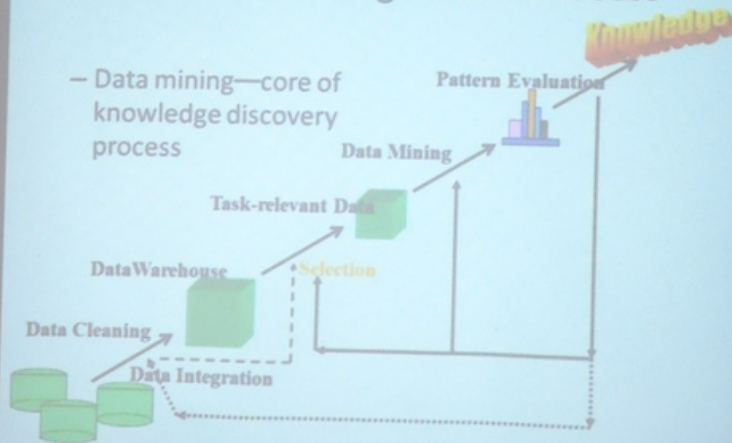 – Data mining—core of
knowledge discovery
process
Knowledge
Pattern Evaluation
Data Mining
Task-relevant Data
Selection
DataWarehouse
Data Cleaning
Data Integration